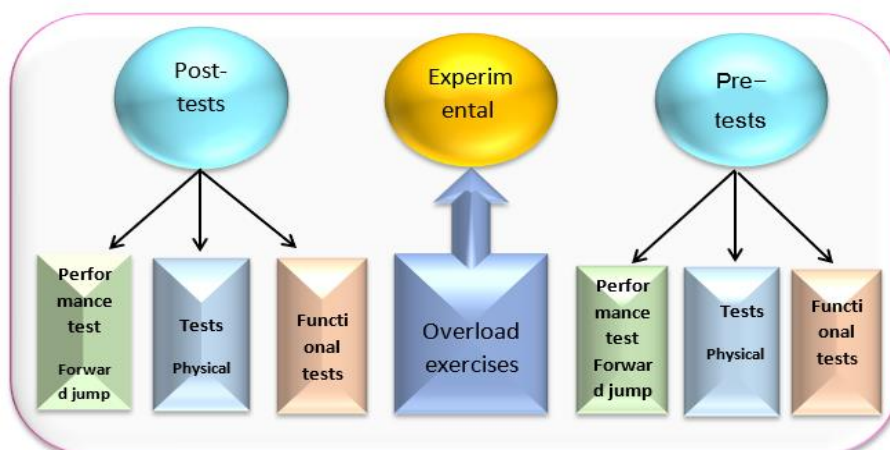 Post-
tests
Experim
ental
Pre-
tests
Perfor
mance
test
Forwar
d jump
Tests
Physical
Functi
onal
tests
Overload
exercises
Perfor
mance
test
Forwar
d jump
Tests
Physical
Functi
onal
tests